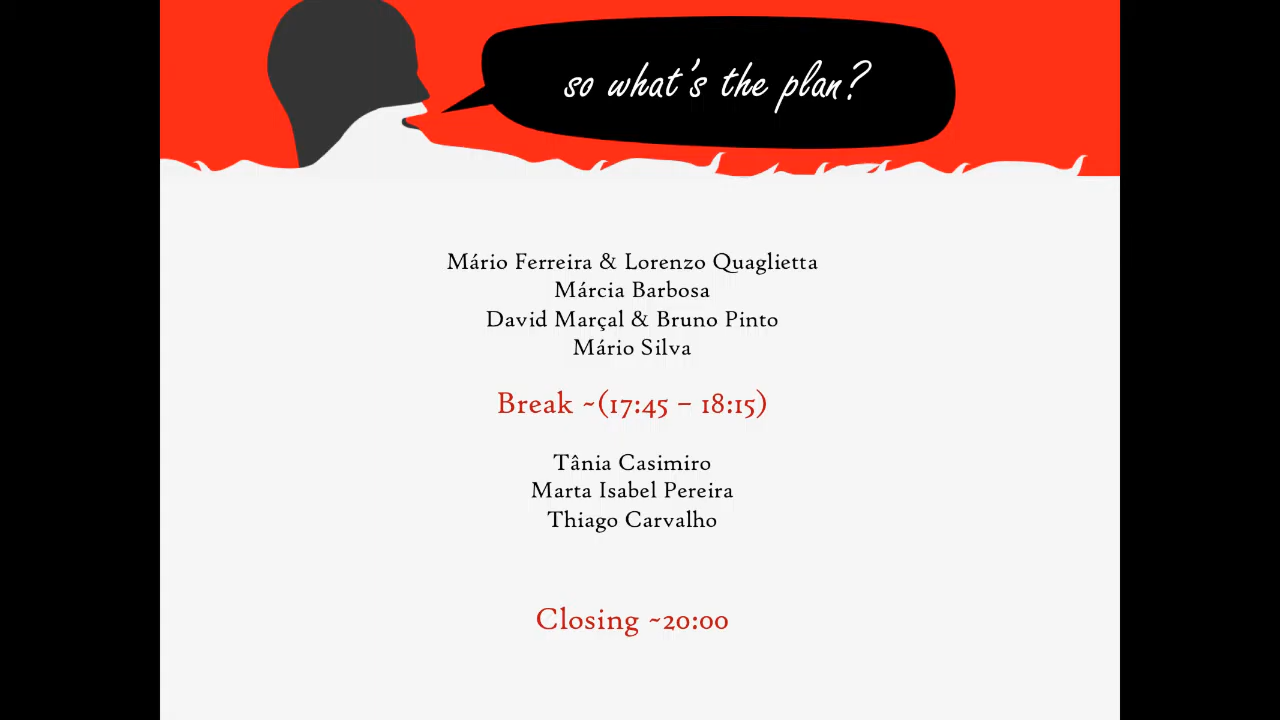 so what's the plan?
Mário Ferreira & Lorenzo Quaglietta
Márcia Barbosa
David Marçal & Bruno Pinto
Mário Silva
Break ~(17:45 – 18:15)
Tânia Casimiro
Marta Isabel Pereira
Thiago Carvalho
Closing ~20:00